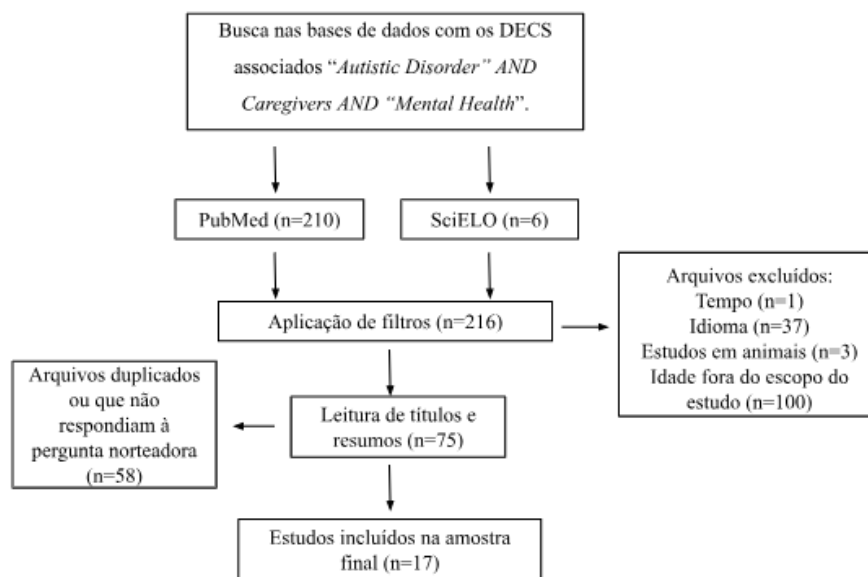 Busca nas bases de dados com os DECS
associados “Autistic Disorder” AND
Caregivers AND “Mental Health”.
PubMed (n=210)
SciELO (n=6)
Aplicação de filtros (n=216)
Arquivos excluídos:
Tempo (n=1)
Idioma (n=37)
Estudos em animais (n=3)
Idade fora do escopo do
estudo (n=100)
Arquivos duplicados
ou que não
respondiam à
pergunta norteadora
(n=58)
Leitura de títulos e
resumos (n=75)
Estudos incluídos na amostra
final (n=17)